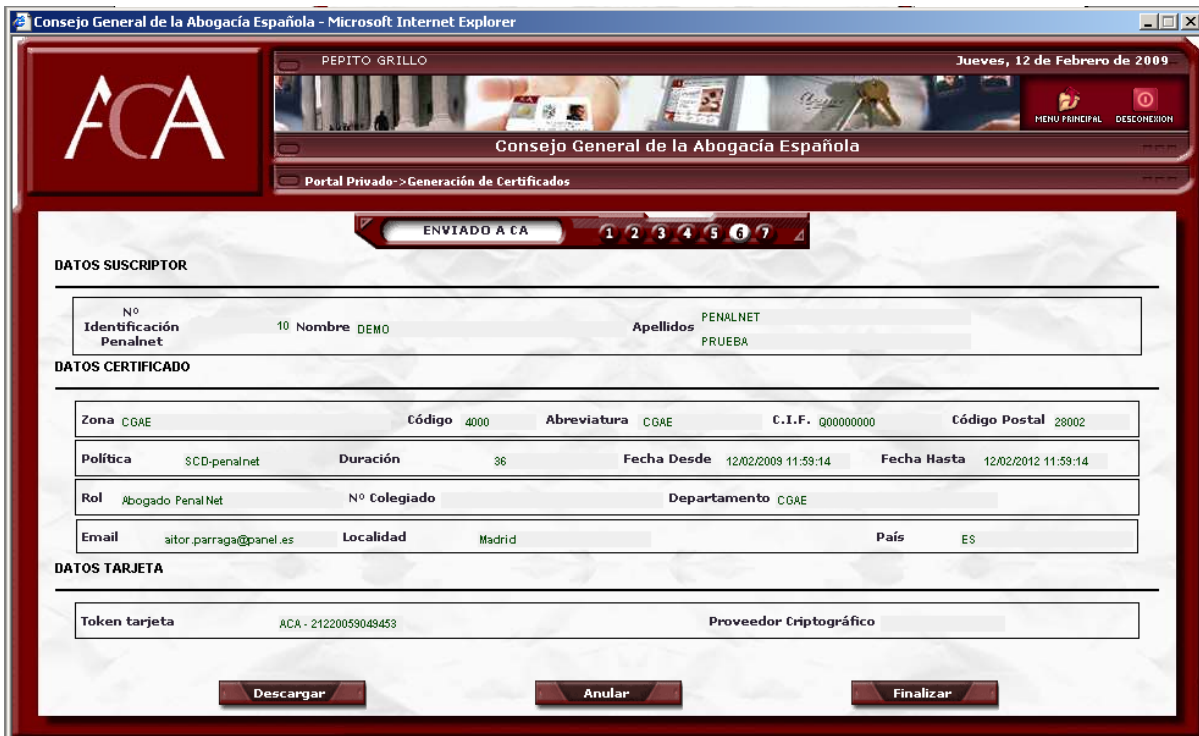 Consejo General de la Abogacía Española - Microsoft Internet Explorer
PEPITO GRILLO
Jueves, 12 de Febrero de 2009
ACA
MENU PRINCIPAL DESCONEXION
Consejo General de la Abogacía Española
Portal Privado->Generación de Certificados
ENVIADO A CA 1 2 3 4 5 6 7
DATOS SUSCRIPTOR
Nº Identificación Penalnet 10 Nombre DEMO Apellidos PENALNET
PRUEBA
DATOS CERTIFICADO
Zona CGAE Código 4000 Abreviatura CGAE C.I.F. Q00000000 Código Postal 28002
Política SCD-penalnet Duración 36 Fecha Desde 12/02/2009 11:59:14 Fecha Hasta 12/02/2012 11:59:14
Rol Abogado PenalNet Nº Colegiado Departamento CGAE
Email aitor.parraga@panel.es Localidad Madrid País ES
DATOS TARJETA
Token tarjeta ACA - 21220059049453 Proveedor Criptográfico
Descargar Anular Finalizar